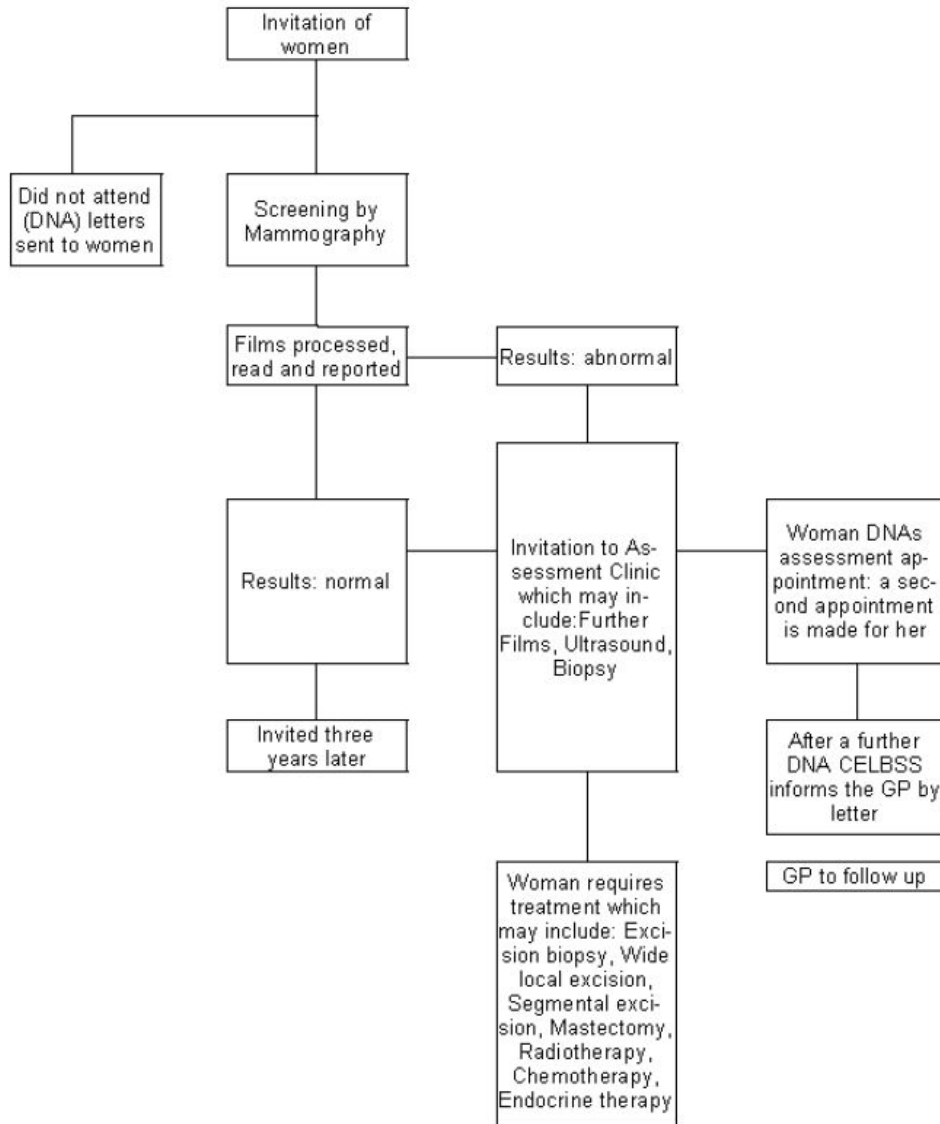 Invitation of
women
Did not attend
(DNA) letters
sent to women
Screening by
Mammography
Films processed,
read and reported
Results: abnormal
Results: normal
Invitation to As-
sessment Clinic
which may in-
clude:Further
Films, Ultrasound,
Biopsy
Woman DNAs
assessment ap-
pointment: a sec-
ond appointment
is made for her
Invited three
years later
After a further
DNA CELBSS
informs the GP by
letter
GP to follow up
Woman requires
treatment which
may include: Exci-
sion biopsy, Wide
local excision,
Segmental exci-
sion, Mastectomy,
Radiotherapy,
Chemotherapy,
Endocrine therapy